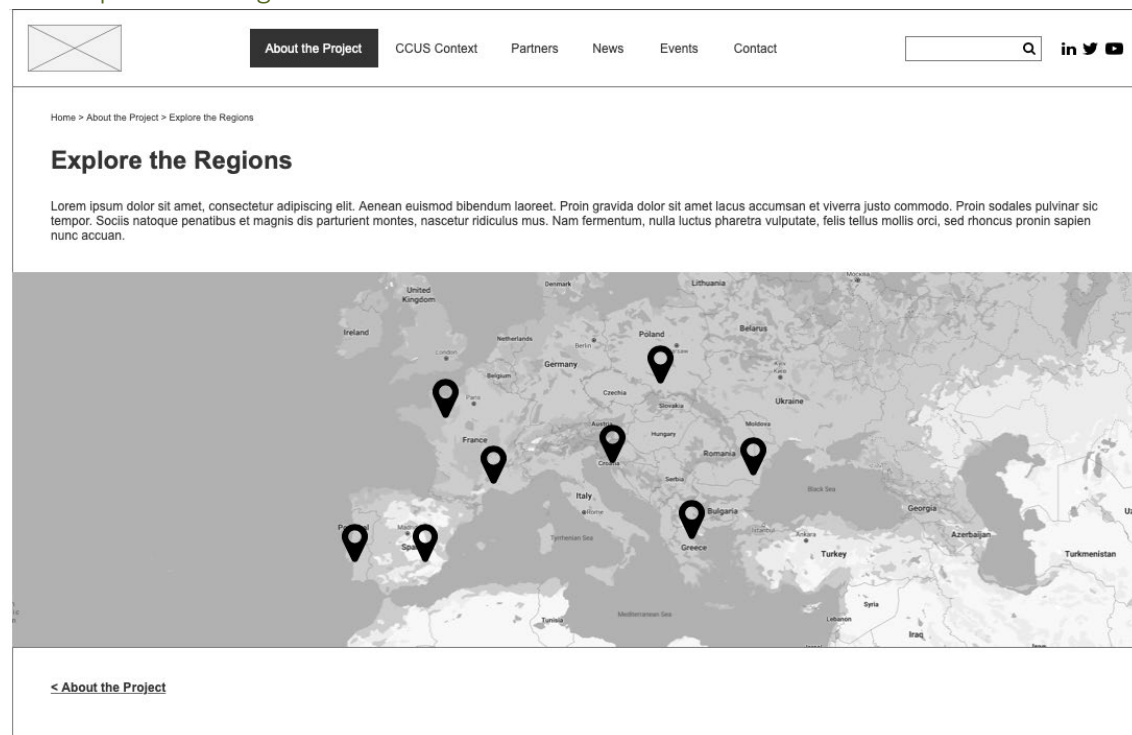 About the Project CCUS Context Partners News Events Contact
in
Home > About the Project > Explore the Regions
Explore the Regions
Lorem ipsum dolor sit amet, consectetur adipiscing elit. Aenean euismod bibendum laoreet. Proin gravida dolor sit amet lacus accumsan et viverra justo commodo. Proin sodales pulvinar sic
tempor. Sociis natoque penatibus et magnis dis parturient montes, nascetur ridiculus mus. Nam fermentum, nulla luctus pharetra vulputate, felis tellus mollis orci, sed rhoncus pronin sapien
nunc accuan.
Москва
United
Kingdom
Denmark
Lithuania
Ireland
Netherlands
Poland
Belarus
London
Berlin
Belgium
Germany
Paris
Czechia
Slovakia
Ukraine
Austria
Moldova
France
Hungary
Romania
Croatia
Serbia
Italy
Black Sea
Rome
Bulgaria
Georgia
Istanbul
Ankara
Azerbaijan
Tyrrhenian Sea
Greece
Turkey
Turkmenistan
Syria
Mediterranean Sea
Tunisia
Lebanon
Iraq
< About the Project